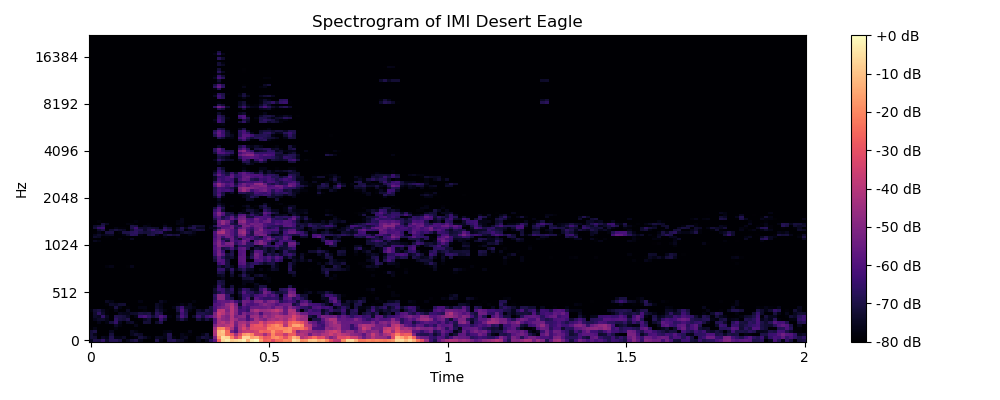 Spectrogram of IMI Desert Eagle
16384
8192
4096
2048
1024
512
0
Hz
0
0.5
1
1.5
2
Time
+0 dB
-10 dB
-20 dB
-30 dB
-40 dB
-50 dB
-60 dB
-70 dB
-80 dB